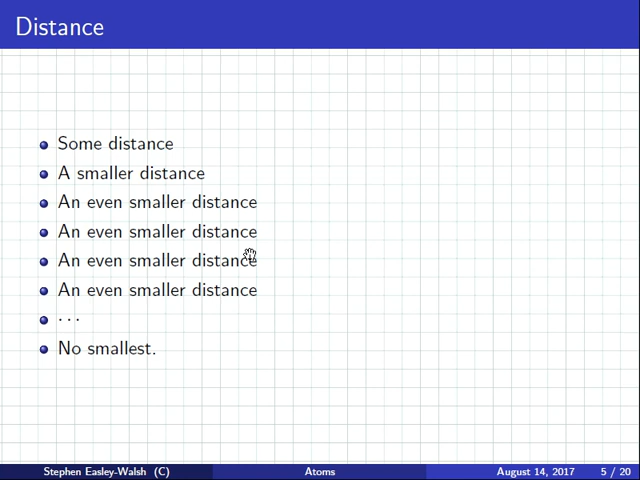 Distance
Some distance
A smaller distance
An even smaller distance
An even smaller distance
An even smaller distance
An even smaller distance
· · ·
No smallest.
Stephen Easley-Walsh (C) Atoms August 14, 2017 5 / 20